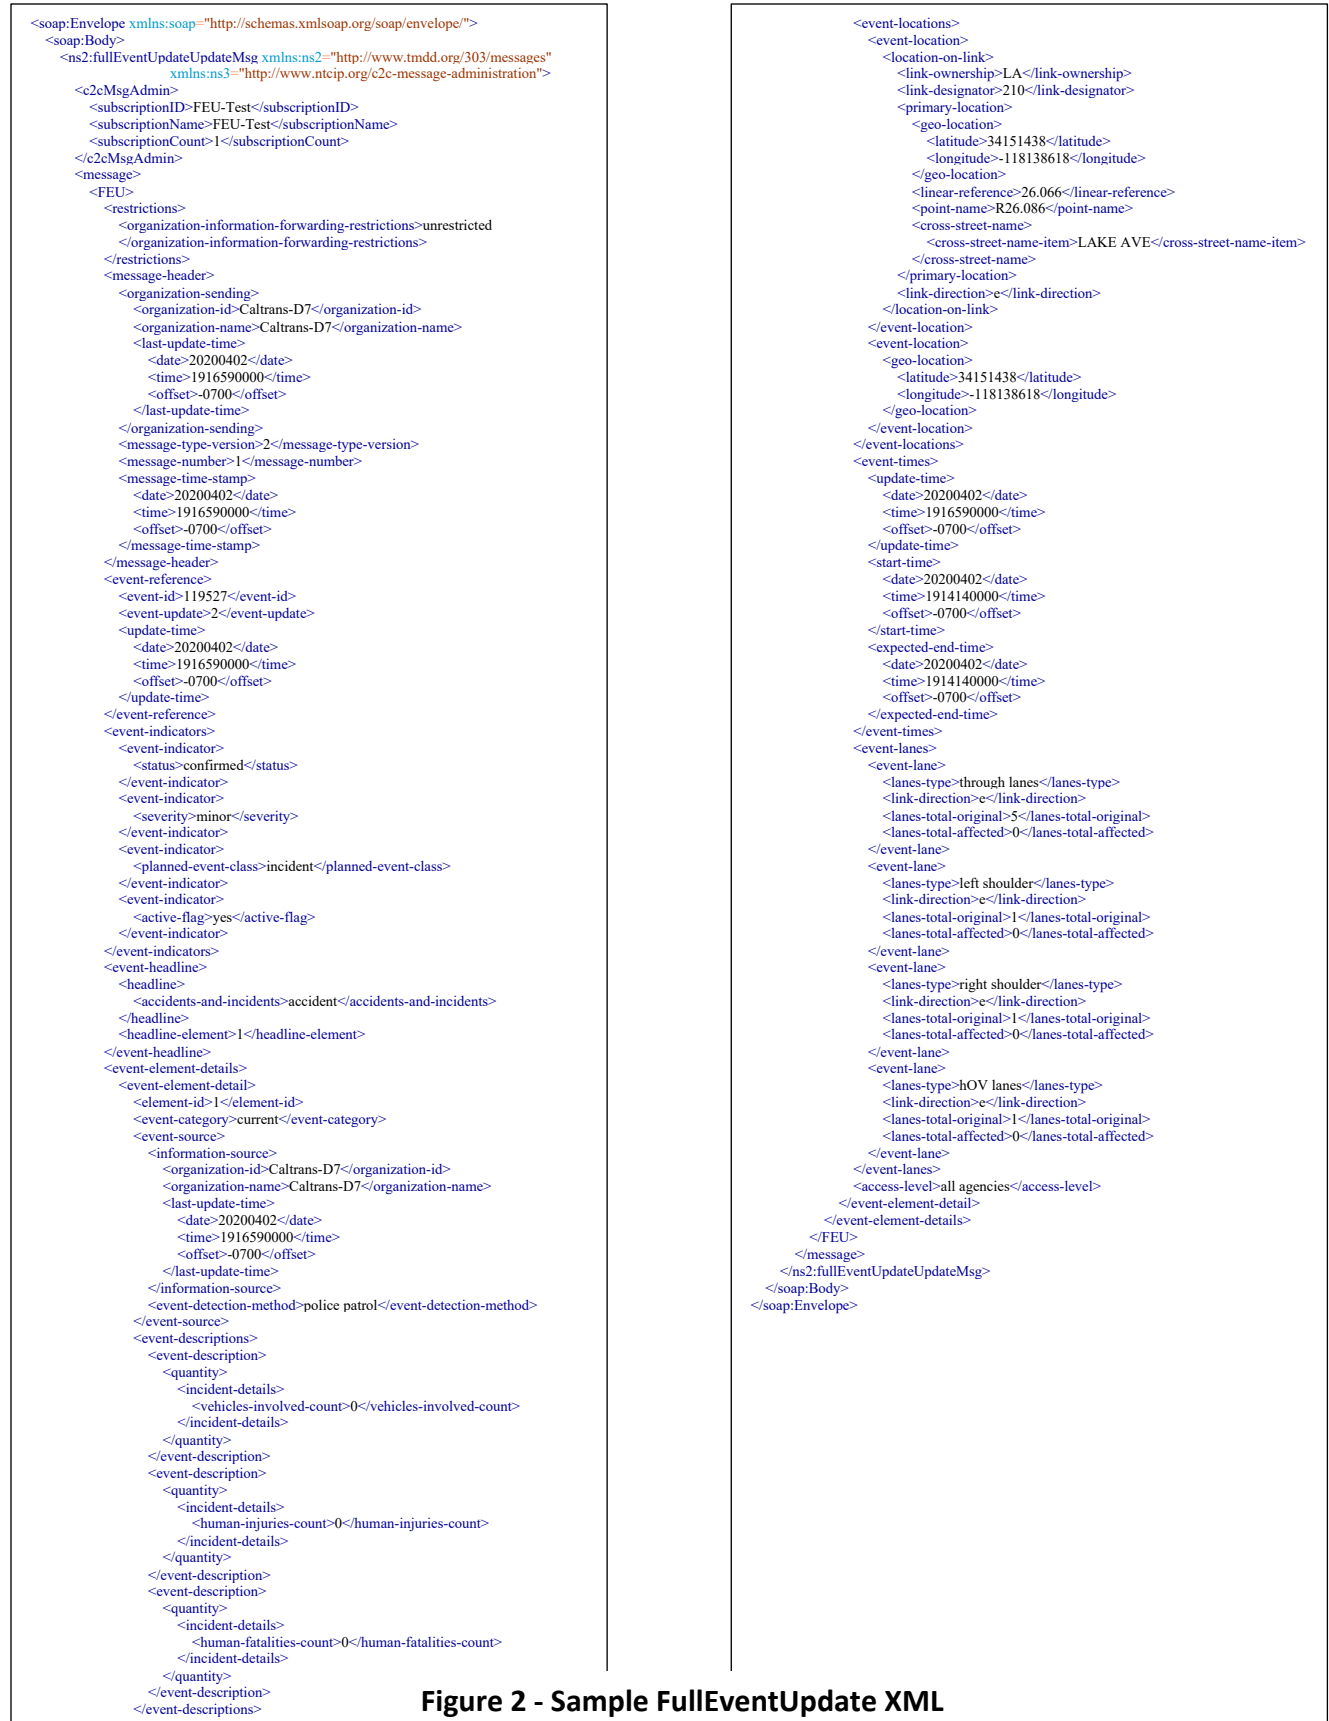 <soap:Envelope xmlns:soap="http://schemas.xmlsoap.org/soap/envelope/">
<soap:Body>
<ns2:fullEventUpdateUpdateMsg xmlns:ns2="http://www.tmdd.org/303/messages"
xmlns:ns3="http://www.ntcip.org/c2c-message-administration">
<c2cMsgAdmin>
<subscriptionID>FEU-Test</subscriptionID>
<subscriptionName>FEU-Test</subscriptionName>
<subscriptionCount>1</subscriptionCount>
</c2cMsgAdmin>
<message>
<FEU>
<restrictions>
<organization-information-forwarding-restrictions>unrestricted
</organization-information-forwarding-restrictions>
</restrictions>
<message-header>
<organization-sending>
<organization-id>Caltrans-D7</organization-id>
<organization-name>Caltrans-D7</organization-name>
<last-update-time>
<date>20200402</date>
<time>1916590000</time>
<offset>-0700</offset>
</last-update-time>
</organization-sending>
<message-type-version>2</message-type-version>
<message-number>1</message-number>
<message-time-stamp>
<date>20200402</date>
<time>1916590000</time>
<offset>-0700</offset>
</message-time-stamp>
</message-header>
<event-reference>
<event-id>119527</event-id>
<event-update>2</event-update>
<update-time>
<date>20200402</date>
<time>1916590000</time>
<offset>-0700</offset>
</update-time>
</event-reference>
<event-indicators>
<event-indicator>
<status>confirmed</status>
</event-indicator>
<event-indicator>
<severity>minor</severity>
</event-indicator>
<event-indicator>
<planned-event-class>incident</planned-event-class>
</event-indicator>
<event-indicator>
<active-flag>yes</active-flag>
</event-indicator>
</event-indicators>
<event-headline>
<headline>
<accidents-and-incidents>accident</accidents-and-incidents>
</headline>
<headline-element>1</headline-element>
</event-headline>
<event-element-details>
<event-element-detail>
<element-id>1</element-id>
<event-category>current</event-category>
<event-source>
<information-source>
<organization-id>Caltrans-D7</organization-id>
<organization-name>Caltrans-D7</organization-name>
<last-update-time>
<date>20200402</date>
<time>1916590000</time>
<offset>-0700</offset>
</last-update-time>
</information-source>
<event-detection-method>police patrol</event-detection-method>
</event-source>
<event-descriptions>
<event-description>
<quantity>
<incident-details>
<vehicles-involved-count>0</vehicles-involved-count>
</incident-details>
</quantity>
</event-description>
<event-description>
<quantity>
<incident-details>
<human-injuries-count>0</human-injuries-count>
</incident-details>
</quantity>
</event-description>
<event-description>
<quantity>
<incident-details>
<human-fatalities-count>0</human-fatalities-count>
</incident-details>
</quantity>
</event-description>
</event-descriptions>
<event-locations>
<event-location>
<location-on-link>
<link-ownership>LA</link-ownership>
<link-designator>210</link-designator>
<primary-location>
<geo-location>
<latitude>34151438</latitude>
<longitude>-118138618</longitude>
</geo-location>
<linear-reference>26.066</linear-reference>
<point-name>R26.086</point-name>
<cross-street-name>
<cross-street-name-item>LAKE AVE</cross-street-name-item>
</cross-street-name>
</primary-location>
<link-direction>e</link-direction>
</location-on-link>
</event-location>
<event-location>
<geo-location>
<latitude>34151438</latitude>
<longitude>-118138618</longitude>
</geo-location>
</event-location>
</event-locations>
<event-times>
<update-time>
<date>20200402</date>
<time>1916590000</time>
<offset>-0700</offset>
</update-time>
<start-time>
<date>20200402</date>
<time>1914140000</time>
<offset>-0700</offset>
</start-time>
<expected-end-time>
<date>20200402</date>
<time>1914140000</time>
<offset>-0700</offset>
</expected-end-time>
</event-times>
<event-lanes>
<event-lane>
<lanes-type>through lanes</lanes-type>
<link-direction>e</link-direction>
<lanes-total-original>5</lanes-total-original>
<lanes-total-affected>0</lanes-total-affected>
</event-lane>
<event-lane>
<lanes-type>left shoulder</lanes-type>
<link-direction>e</link-direction>
<lanes-total-original>1</lanes-total-original>
<lanes-total-affected>0</lanes-total-affected>
</event-lane>
<event-lane>
<lanes-type>right shoulder</lanes-type>
<link-direction>e</link-direction>
<lanes-total-original>1</lanes-total-original>
<lanes-total-affected>0</lanes-total-affected>
</event-lane>
<event-lane>
<lanes-type>hOV lanes</lanes-type>
<link-direction>e</link-direction>
<lanes-total-original>1</lanes-total-original>
<lanes-total-affected>0</lanes-total-affected>
</event-lane>
</event-lanes>
<access-level>all agencies</access-level>
</event-element-detail>
</event-element-details>
</FEU>
</message>
</ns2:fullEventUpdateUpdateMsg>
</soap:Body>
</soap:Envelope>
Figure 2 - Sample FullEventUpdate XML